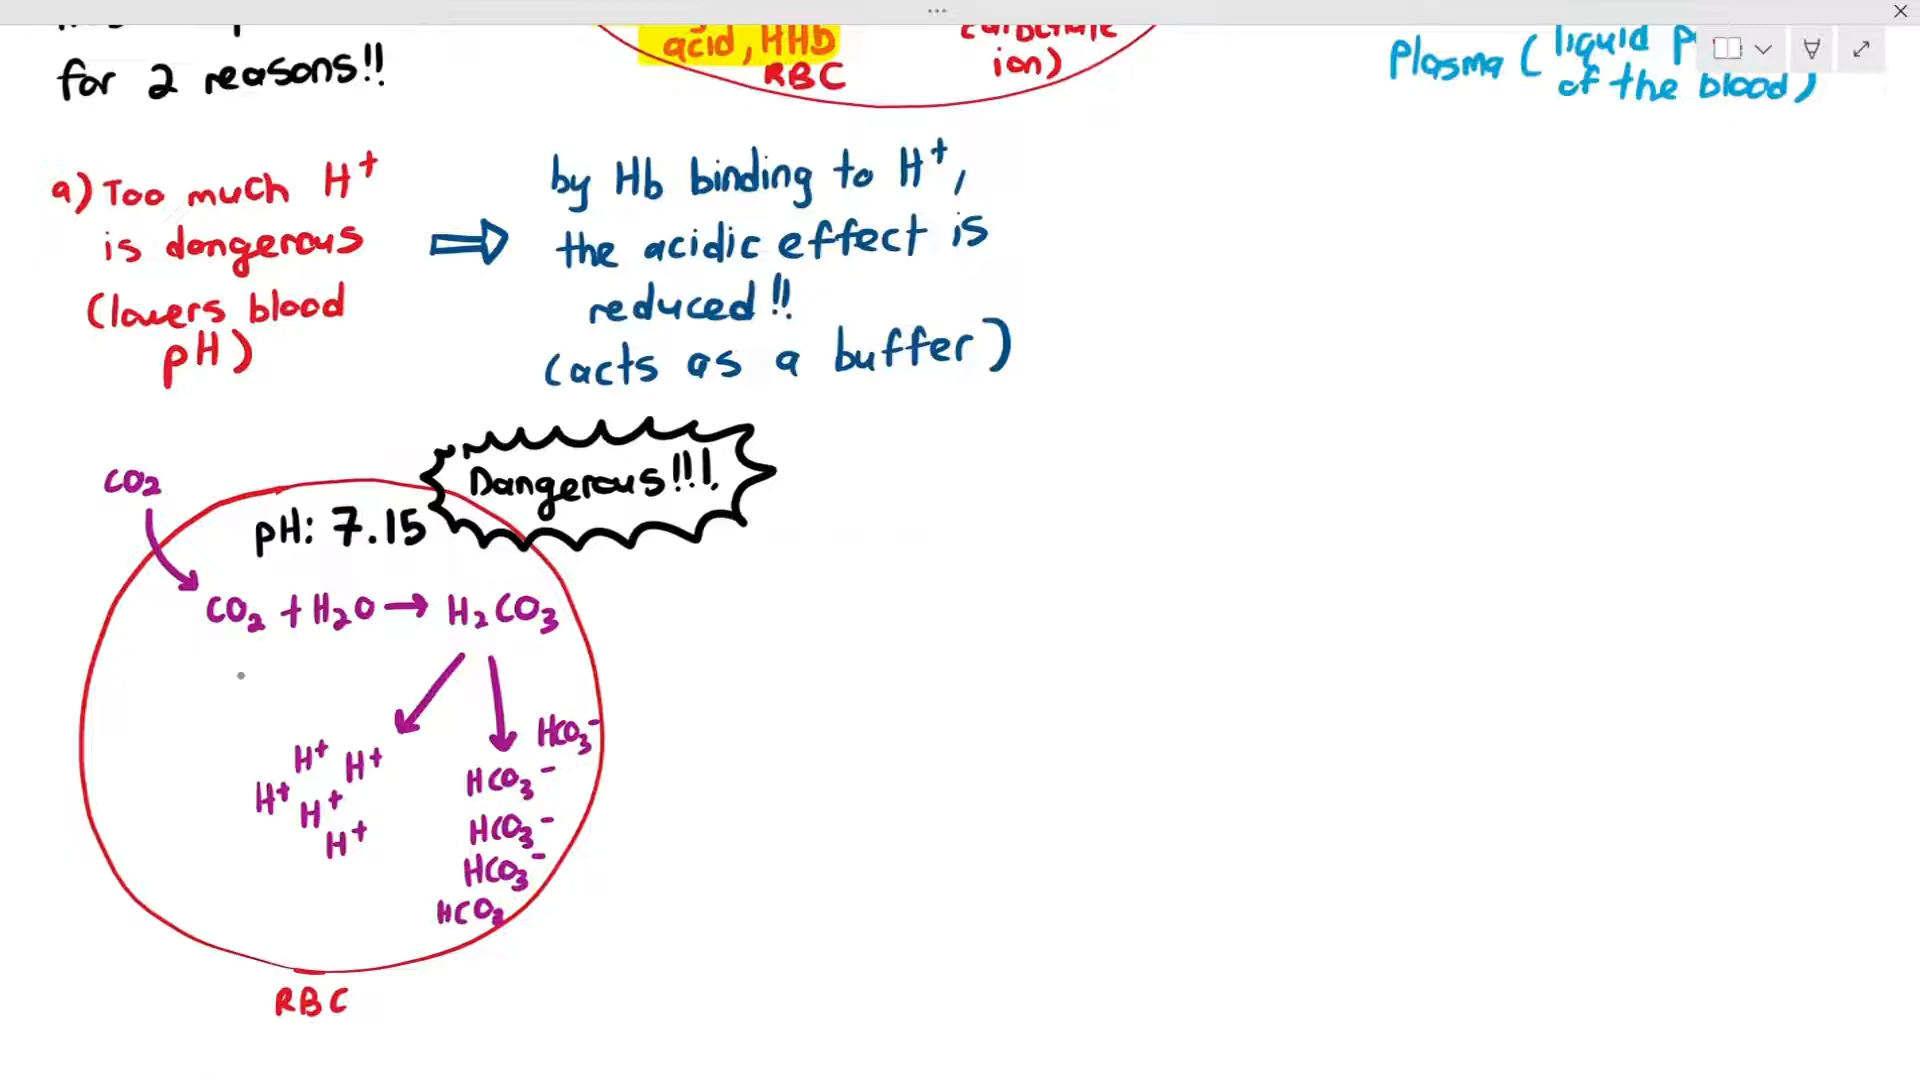 for 2 reasons!!
acid, HHb
RBC
ion)
Plasma (liquid
of the blood)
a) Too much H⁺
is dangerous
(lowers blood
pH)
by Hb binding to H⁺,
the acidic effect is
reduced!!
(acts as a buffer)
Dangerous!!!
CO₂
pH: 7.15
CO₂ + H₂O → H₂CO₃
HCO₃⁻
H⁺ H⁺
HCO₃⁻
H⁺ H⁺
HCO₃⁻
H⁺
HCO₃⁻
HCO₃
RBC